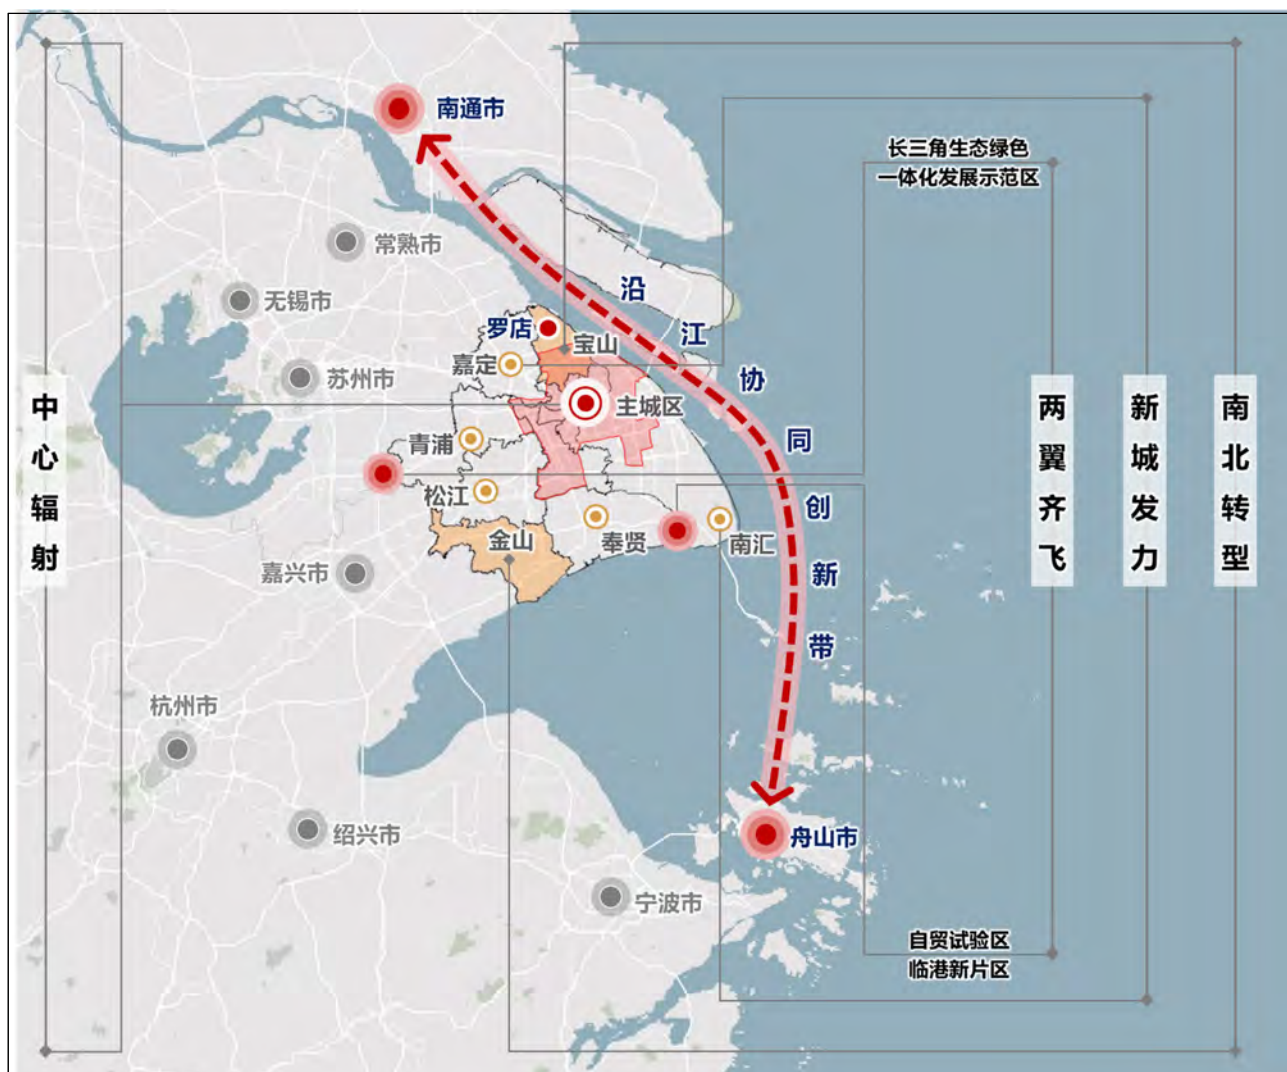 南通市
长三角生态绿色
一体化发展示范区
常熟市
无锡市
沿江协同创新带
罗店
宝山
嘉定
苏州市
主城区
中心辐射
两翼齐飞
新城发力
南北转型
青浦
松江
金山
奉贤
南汇
嘉兴市
杭州市
绍兴市
舟山市
宁波市
自贸试验区
临港新片区